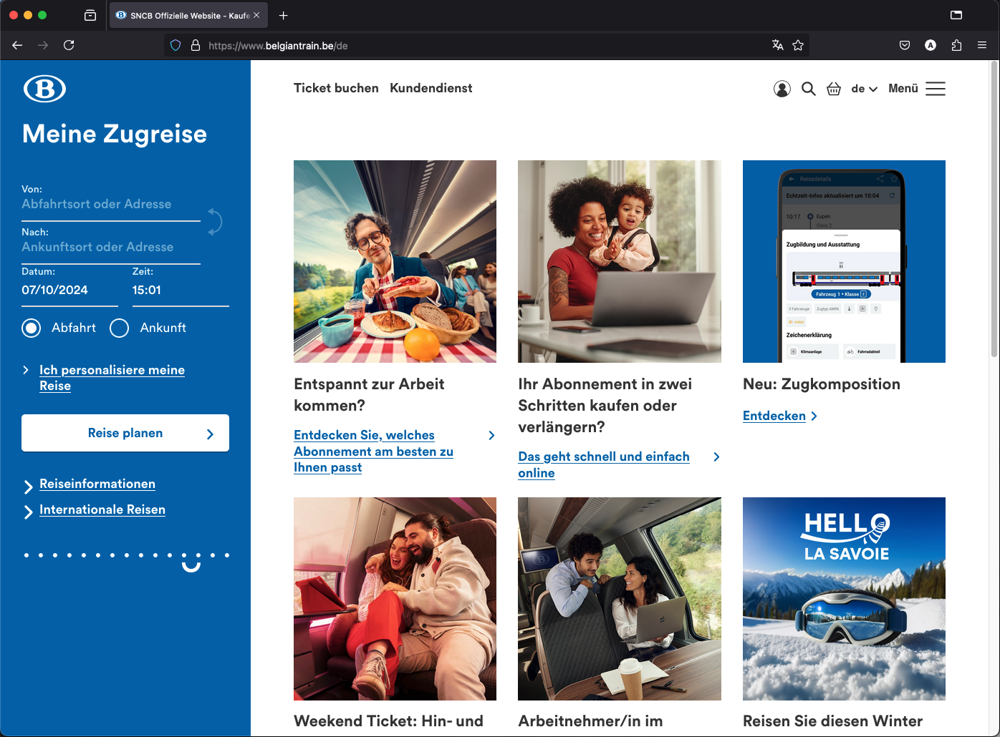 SNCB Offizielle Website - Kaufe
https://www.belgiantrain.be/de
B
Meine Zugreise
Von:
Abfahrtsort oder Adresse
Nach:
Ankunftsort oder Adresse
Datum:
Zeit:
07/10/2024
15:01
Abfahrt
Ankunft
Ich personalisiere meine
Reise
Reise planen
Reiseinformationen
Internationale Reisen
Ticket buchen
Kundendienst
de
Menü
Entspannt zur Arbeit
kommen?
Entdecken Sie, welches
Abonnement am besten zu
Ihnen passt
Ihr Abonnement in zwei
Schritten kaufen oder
verlängern?
Das geht schnell und einfach
online
Reisedetails
Echtzeit-Infos aktualisiert um 10:04
10:17 Eupen
Gleis 2
Zugbildung und Ausstattung
Fahrzeug 1 • Klasse 2
3 Fahrzeuge
Zugtyp AM96
mittel
Zeichenerklärung
Klimaanlage
Fahrradabteil
Neu: Zugkomposition
Entdecken
Weekend Ticket: Hin- und
B
Arbeitnehmer/in im
HELLO
LA SAVOIE
Reisen Sie diesen Winter